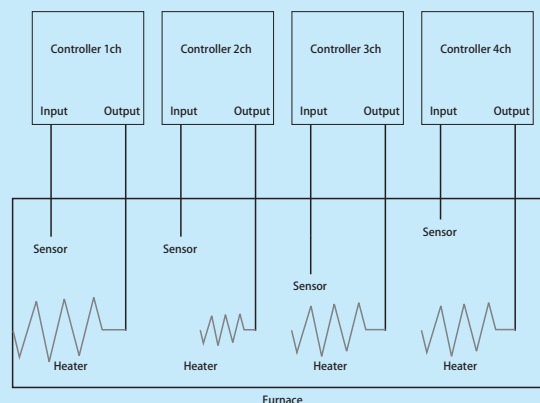 Controller 1ch
Controller 2ch
Controller 3ch
Controller 4ch
Input Output
Input Output
Input Output
Input Output
Sensor
Sensor
Sensor
Sensor
Heater
Heater
Heater
Heater
Furnace